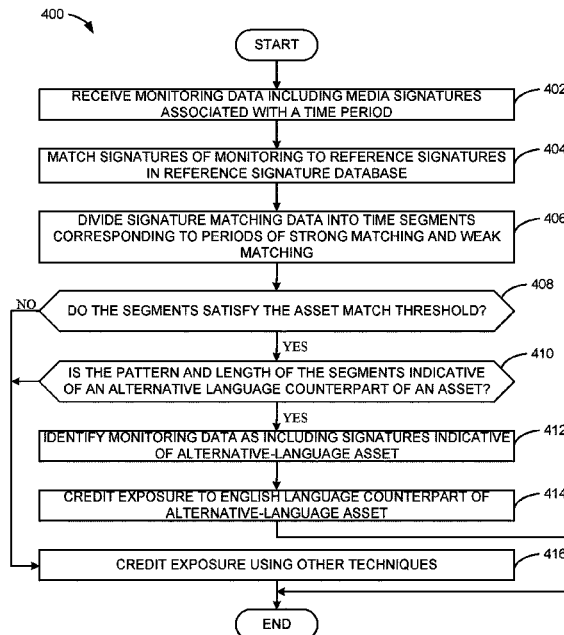 400
START
402
RECEIVE MONITORING DATA INCLUDING MEDIA SIGNATURES
ASSOCIATED WITH A TIME PERIOD
404
MATCH SIGNATURES OF MONITORING TO REFERENCE SIGNATURES
IN REFERENCE SIGNATURE DATABASE
406
DIVIDE SIGNATURE MATCHING DATA INTO TIME SEGMENTS
CORRESPONDING TO PERIODS OF STRONG MATCHING AND WEAK
MATCHING
408
NO
DO THE SEGMENTS SATISFY THE ASSET MATCH THRESHOLD?
YES
410
IS THE PATTERN AND LENGTH OF THE SEGMENTS INDICATIVE
OF AN ALTERNATIVE LANGUAGE COUNTERPART OF AN ASSET?
YES
412
IDENTIFY MONITORING DATA AS INCLUDING SIGNATURES INDICATIVE
OF ALTERNATIVE-LANGUAGE ASSET
414
CREDIT EXPOSURE TO ENGLISH LANGUAGE COUNTERPART OF
ALTERNATIVE-LANGUAGE ASSET
416
CREDIT EXPOSURE USING OTHER TECHNIQUES
END